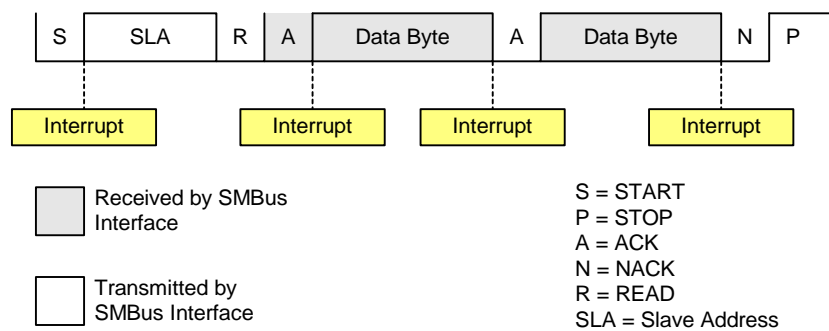 S SLA R A Data Byte A Data Byte N P
Interrupt Interrupt Interrupt Interrupt
Received by SMBus
Interface
Transmitted by
SMBus Interface
S = START
P = STOP
A = ACK
N = NACK
R = READ
SLA = Slave Address